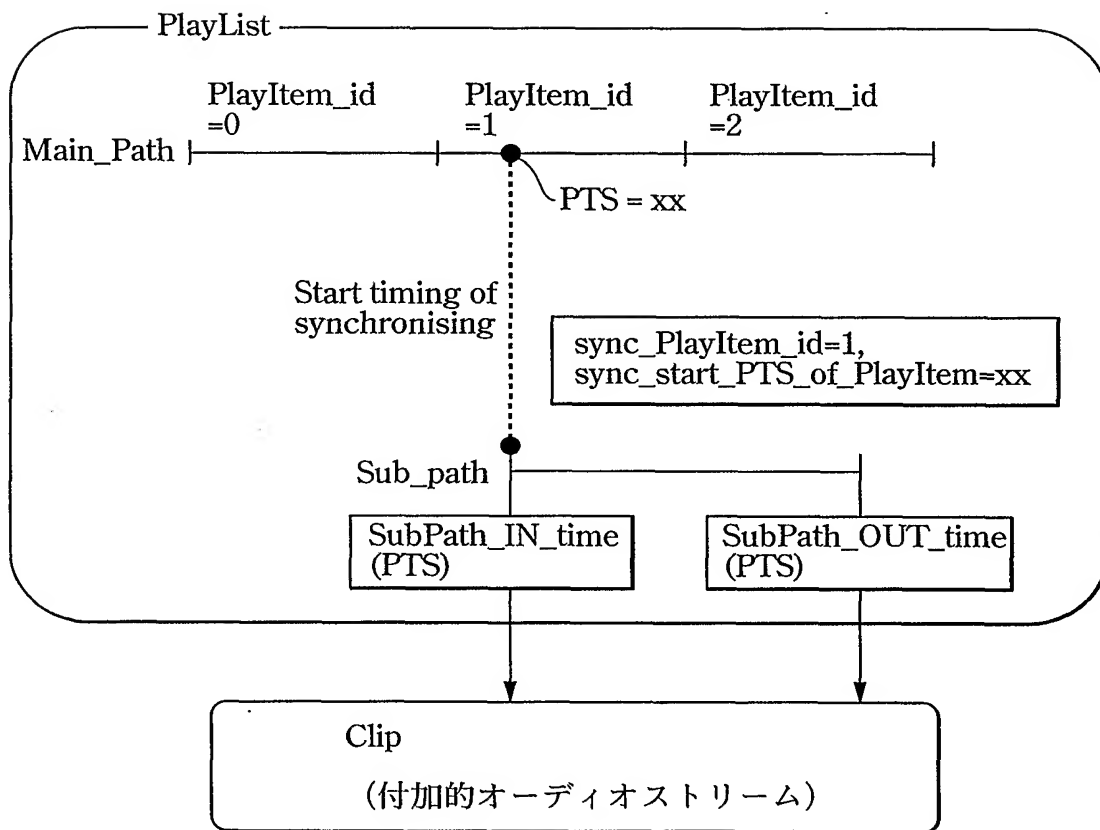 PlayList
PlayItem_id
=0
PlayItem_id
=1
PlayItem_id
=2
Main_Path
PTS = xx
Start timing of
synchronising
sync_PlayItem_id=1,
sync_start_PTS_of_PlayItem=xx
Sub_path
SubPath_IN_time
(PTS)
SubPath_OUT_time
(PTS)
Clip
(付加的オーディオストリーム)